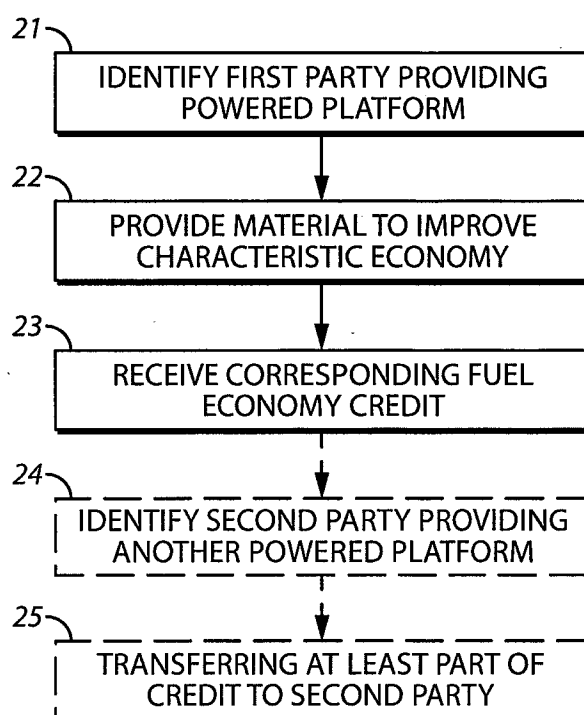 21
IDENTIFY FIRST PARTY PROVIDING
POWERED PLATFORM
22
PROVIDE MATERIAL TO IMPROVE
CHARACTERISTIC ECONOMY
23
RECEIVE CORRESPONDING FUEL
ECONOMY CREDIT
24
IDENTIFY SECOND PARTY PROVIDING
ANOTHER POWERED PLATFORM
25
TRANSFERRING AT LEAST PART OF
CREDIT TO SECOND PARTY